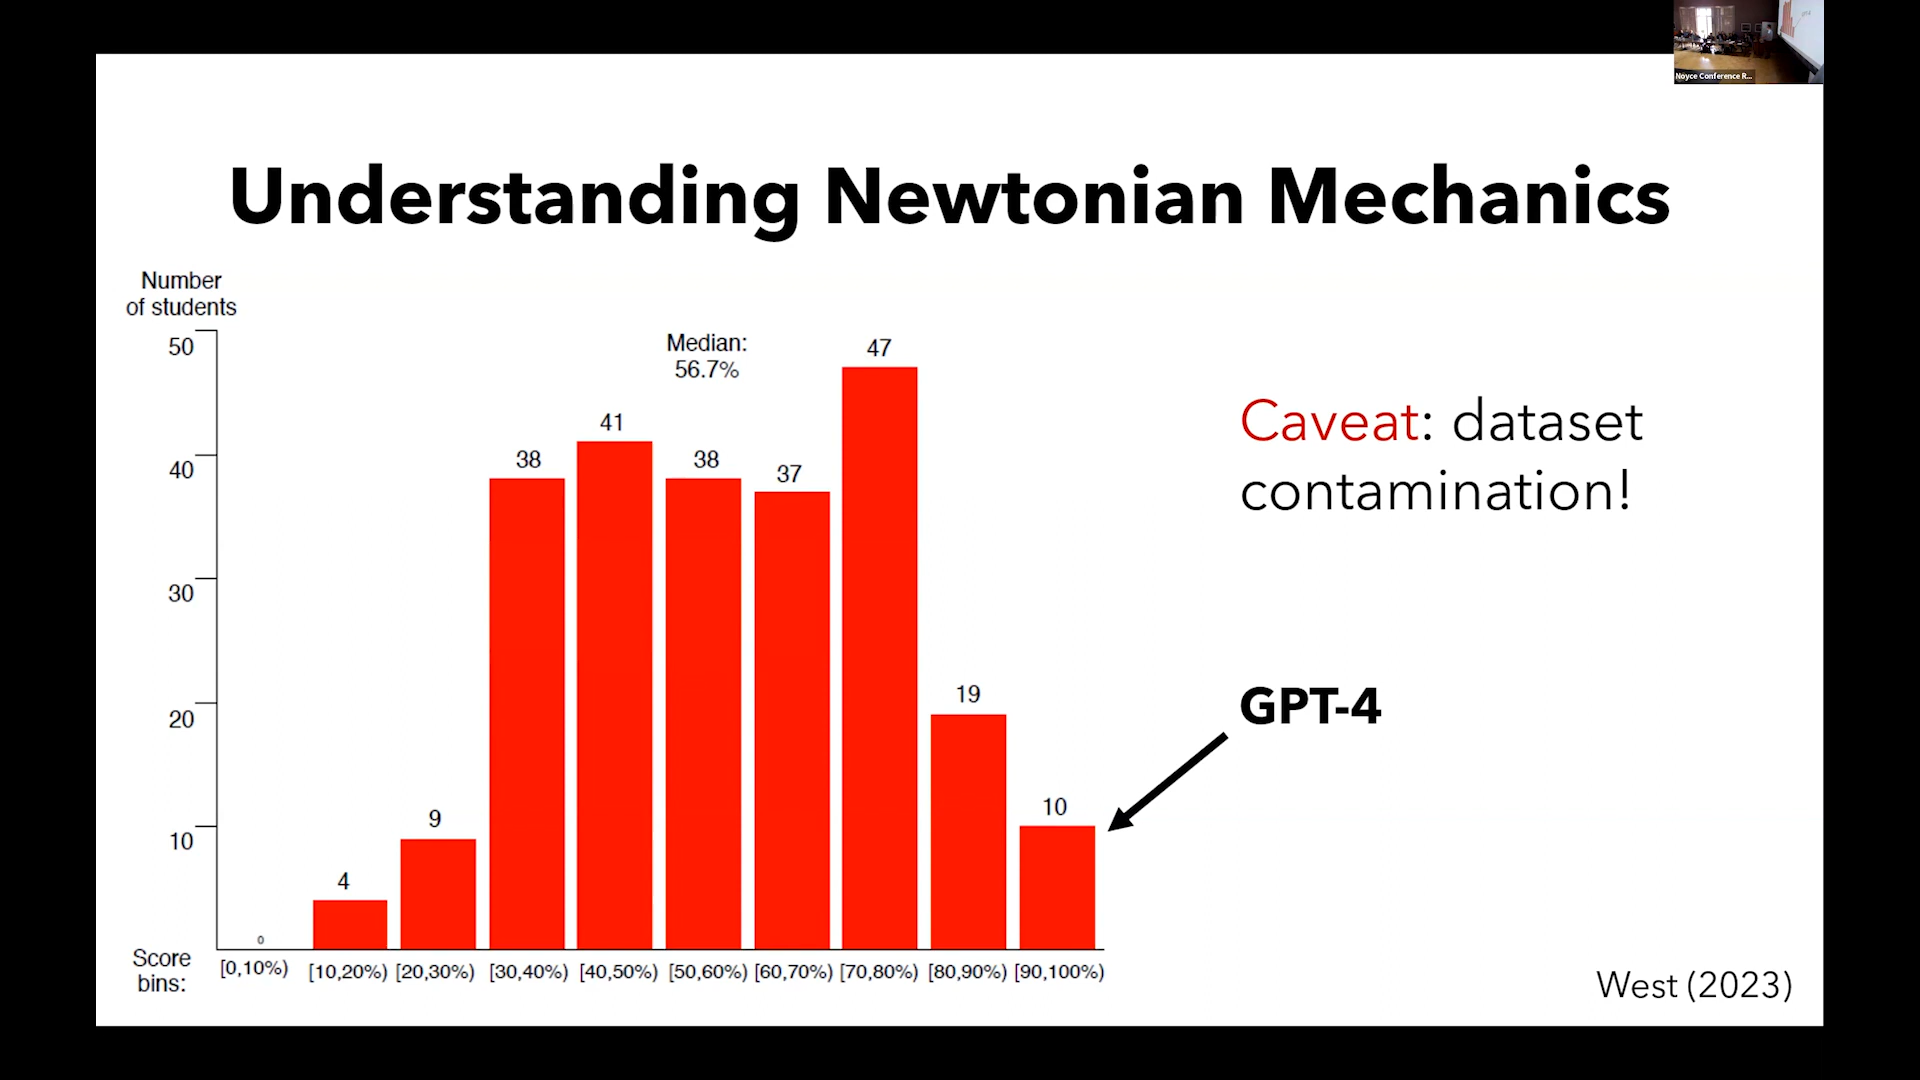 Noyce Conference R...
Understanding Newtonian Mechanics
Number
of students
50
40
30
20
10
Median:
56.7%
0
4
9
38
41
38
37
47
19
10
Score
bins:
[0,10%)
[10,20%)
[20,30%)
[30,40%)
[40,50%)
[50,60%)
[60,70%)
[70,80%)
[80,90%)
[90,100%)
Caveat: dataset
contamination!
GPT-4
West (2023)